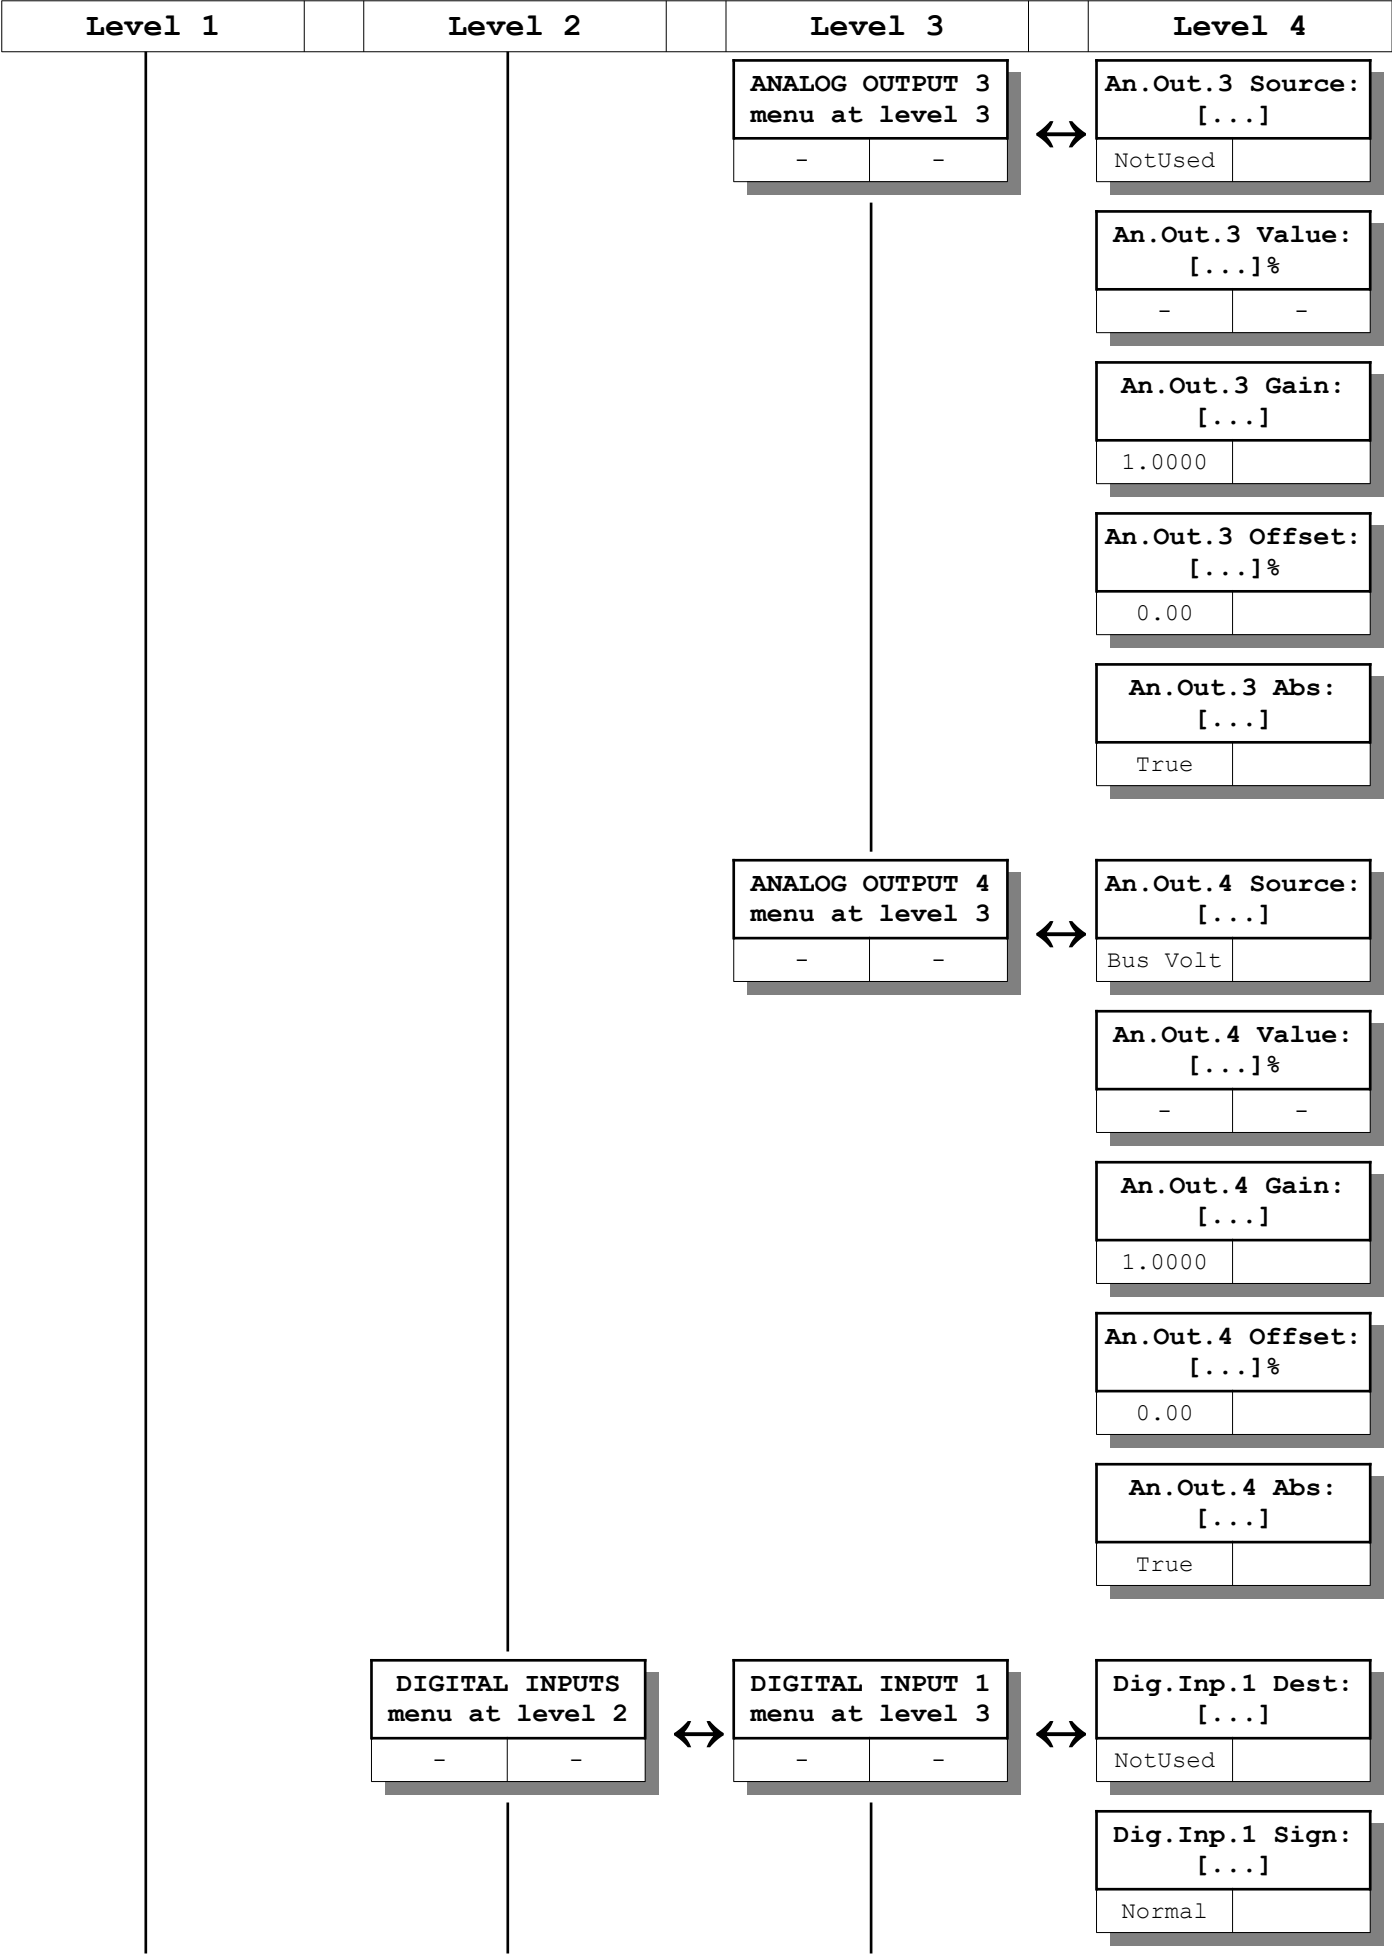 Level 1 Level 2 Level 3 Level 4
ANALOG OUTPUT 3
menu at level 3
- -
An.Out.3 Source:
[...]
NotUsed
An.Out.3 Value:
[...]%
- -
An.Out.3 Gain:
[...]
1.0000
An.Out.3 Offset:
[...]%
0.00
An.Out.3 Abs:
[...]
True
ANALOG OUTPUT 4
menu at level 3
- -
An.Out.4 Source:
[...]
Bus Volt
An.Out.4 Value:
[...]%
- -
An.Out.4 Gain:
[...]
1.0000
An.Out.4 Offset:
[...]%
0.00
An.Out.4 Abs:
[...]
True
DIGITAL INPUTS
menu at level 2
- -
DIGITAL INPUT 1
menu at level 3
- -
Dig.Inp.1 Dest:
[...]
NotUsed
Dig.Inp.1 Sign:
[...]
Normal